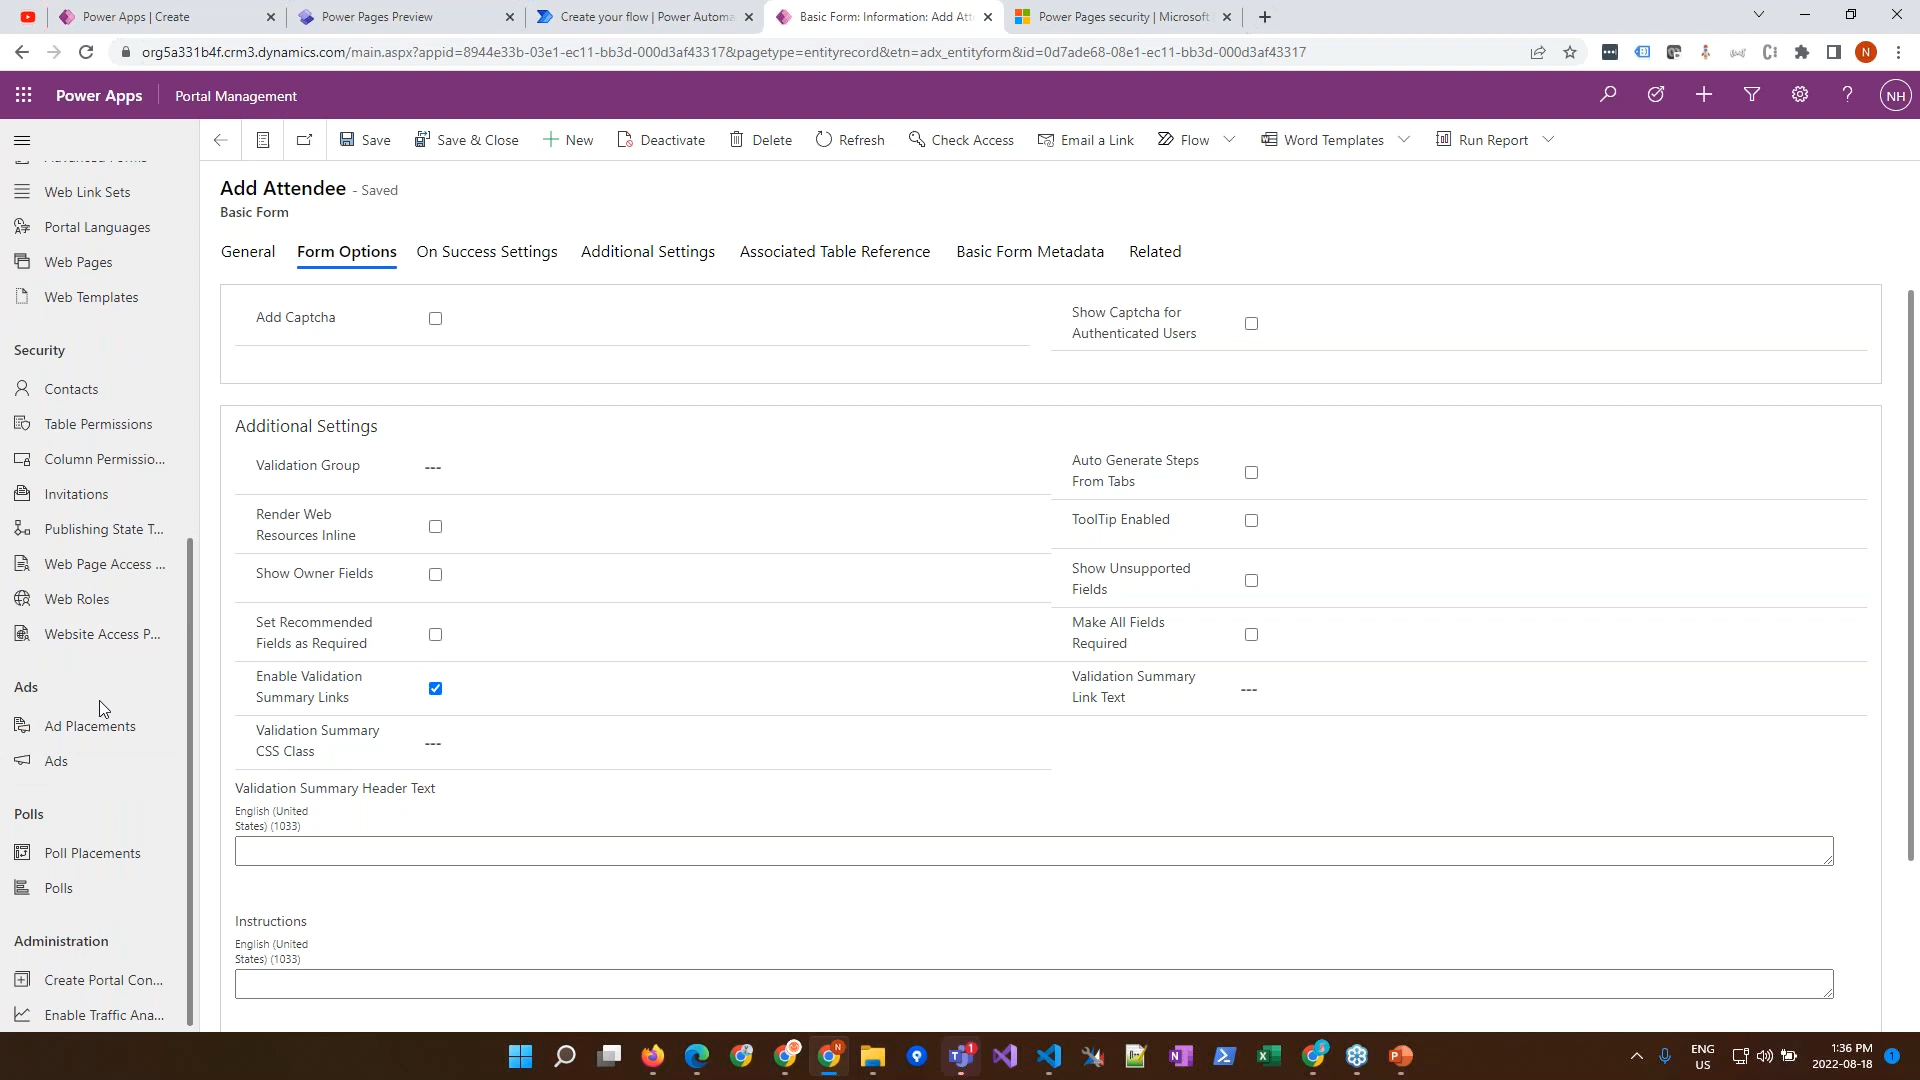 Power Apps | Create
Power Pages Preview
Create your flow | Power Automa
Basic Form: Information: Add Att
Power Pages security | Microsoft
org5a331b4f.crm3.dynamics.com/main.aspx?appid=8944e33b-03e1-ec11-bb3d-000d3af43317&pagetype=entityrecord&etn=adx_entityform&id=0d7ade68-08e1-ec11-bb3d-000d3af43317
N
Power Apps
Portal Management
NH
Save
Save & Close
New
Deactivate
Delete
Refresh
Check Access
Email a Link
Flow
Word Templates
Run Report
Advanced Forms
Web Link Sets
Portal Languages
Web Pages
Web Templates
Security
Contacts
Table Permissions
Column Permissio...
Invitations
Publishing State T...
Web Page Access ...
Web Roles
Website Access P...
Ads
Ad Placements
Ads
Polls
Poll Placements
Polls
Administration
Create Portal Con...
Enable Traffic Ana...
Add Attendee - Saved
Basic Form
General
Form Options
On Success Settings
Additional Settings
Associated Table Reference
Basic Form Metadata
Related
Add Captcha
Show Captcha for
Authenticated Users
Additional Settings
Validation Group
---
Auto Generate Steps
From Tabs
Render Web
Resources Inline
ToolTip Enabled
Show Owner Fields
Show Unsupported
Fields
Set Recommended
Fields as Required
Make All Fields
Required
Enable Validation
Summary Links
Validation Summary
Link Text
---
Validation Summary
CSS Class
---
Validation Summary Header Text
English (United
States) (1033)
Instructions
English (United
States) (1033)
ENG
US
1:36 PM
2022-08-18
1